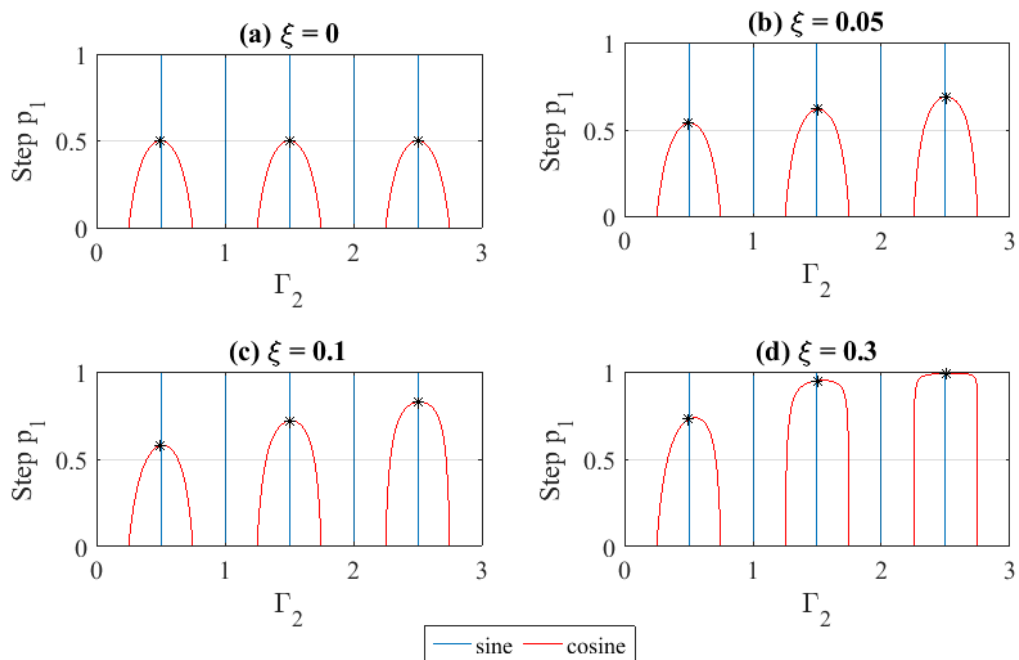 (a) ξ = 0
1
0.5
0
Step p₁
0 1 2 3
Γ₂
(b) ξ = 0.05
1
0.5
0
Step p₁
0 1 2 3
Γ₂
(c) ξ = 0.1
1
0.5
0
Step p₁
0 1 2 3
Γ₂
(d) ξ = 0.3
1
0.5
0
Step p₁
0 1 2 3
Γ₂
sine cosine